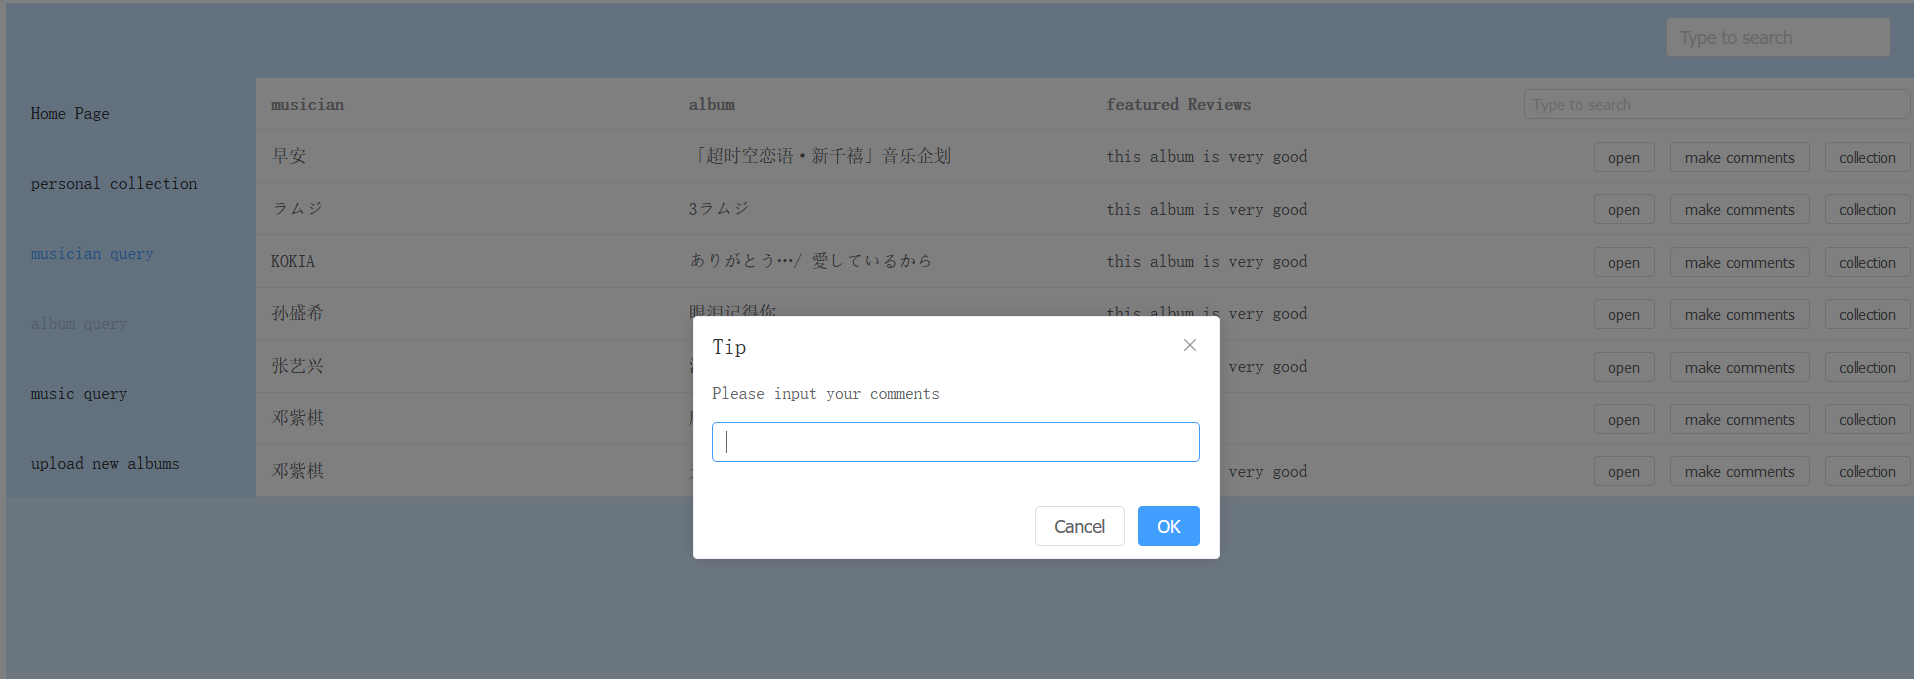 Type to search
Home Page
personal collection
musician query
album query
music query
upload new albums
musician album featured Reviews Type to search
早安 「超时空恋语·新千禧」音乐企划 this album is very good open make comments collection
ラムジ 3ラムジ this album is very good open make comments collection
KOKIA ありがとう…/ 愛しているから this album is very good open make comments collection
孙盛希 眼泪记得你 this album is very good open make comments collection
张艺兴 very good open make comments collection
邓紫棋 open make comments collection
邓紫棋 very good open make comments collection
Tip
Please input your comments
Cancel OK